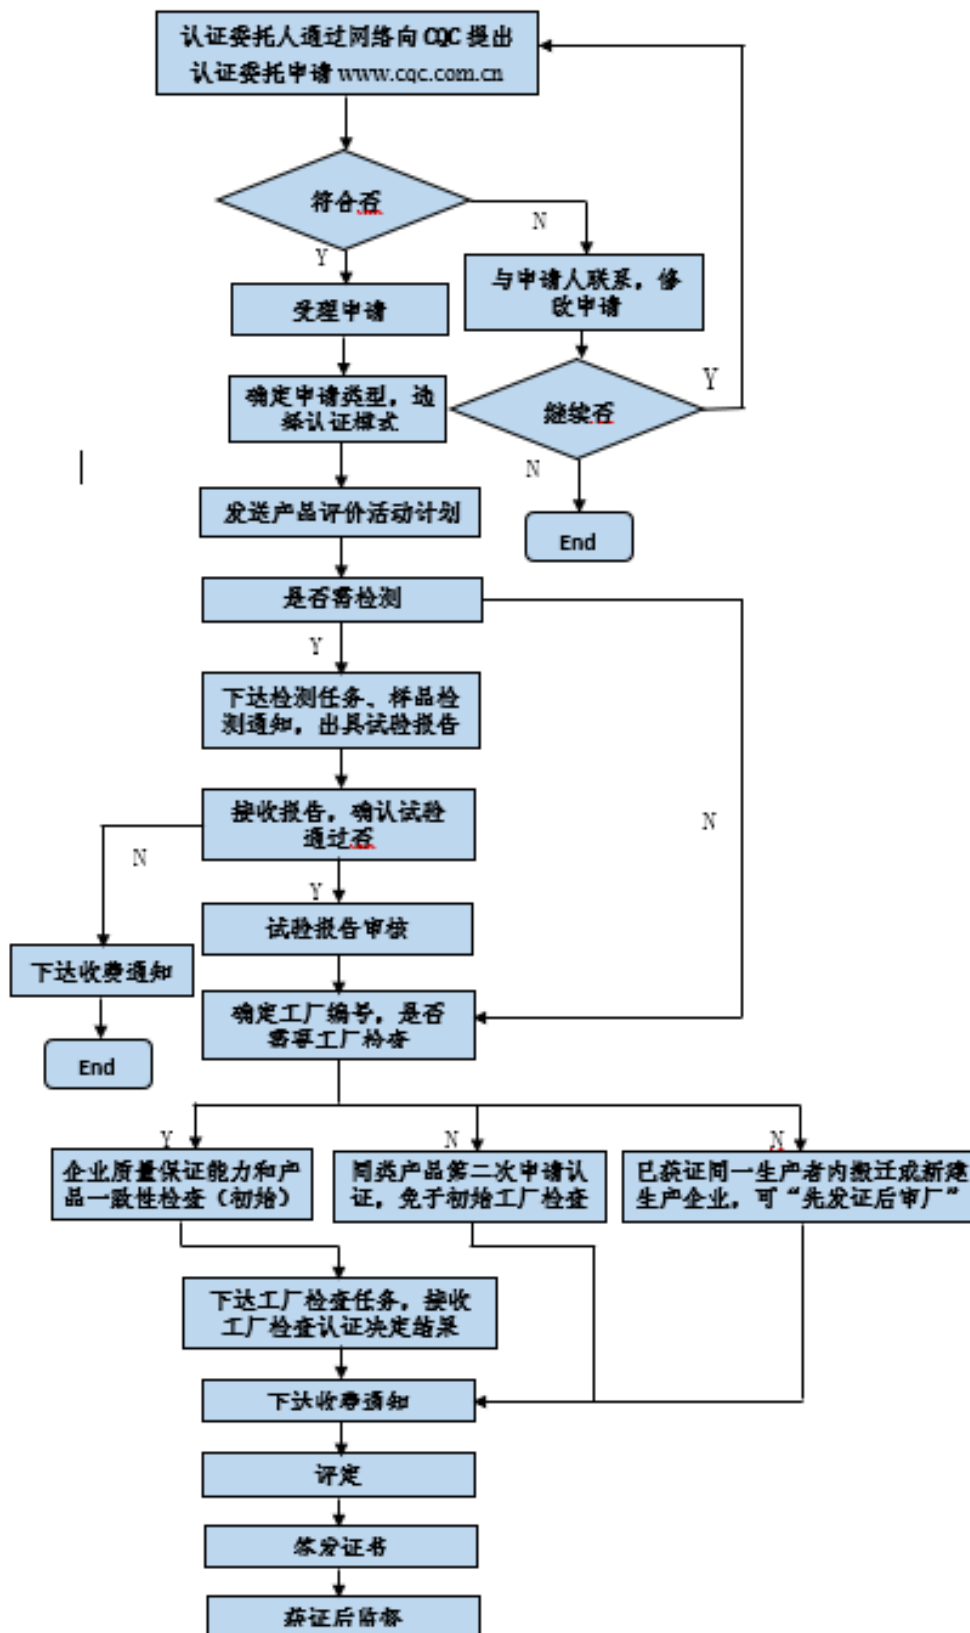 认证委托人通过网络向 CQC 提出
认证委托申请 www.cqc.com.cn
符合否
N
Y
与申请人联系，修
改申请
受理申请
确定申请类型，选
择认证模式
继续否
Y
N
End
发送产品评价活动计划
是否需检测
Y
下达检测任务、样品检
测通知，出具试验报告
N
接收报告，确认试验
通过否
N
Y
试验报告审核
下达收费通知
End
确定工厂编号，是否
需要工厂检查
Y
N
N
企业质量保证能力和产
品一致性检查（初始）
同类产品第二次申请认
证，免于初始工厂检查
已获证同一生产者内搬迁或新建
生产企业，可“先发证后审厂”
下达工厂检查任务，接收
工厂检查认证决定结果
下达收费通知
评定
签发证书
获证后监督